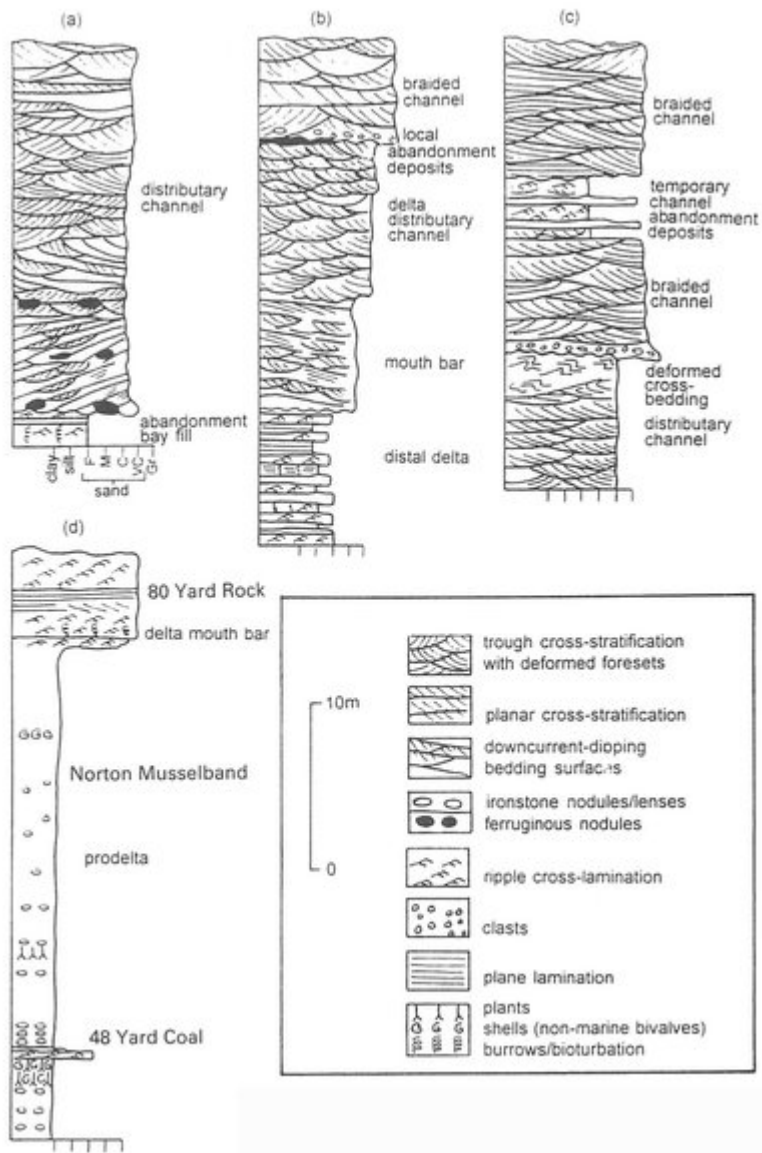 (a)
distributary
channel
abandonment
bay fill
clay
silt
F
M
C
VC
Gr
sand
(b)
braided
channel
local
abandonment
deposits
delta
distributary
channel
mouth bar
distal delta
(c)
braided
channel
temporary
channel
abandonment
deposits
braided
channel
deformed
cross-
bedding
distributary
channel
(d)
80 Yard Rock
delta mouth bar
Norton Musselband
prodelta
48 Yard Coal
10m
0
trough cross-stratification
with deformed foresets
planar cross-stratification
downcurrent-dipping
bedding surfaces
ironstone nodules/lenses
ferruginous nodules
ripple cross-lamination
clasts
plane lamination
plants
shells (non-marine bivalves)
burrows/bioturbation